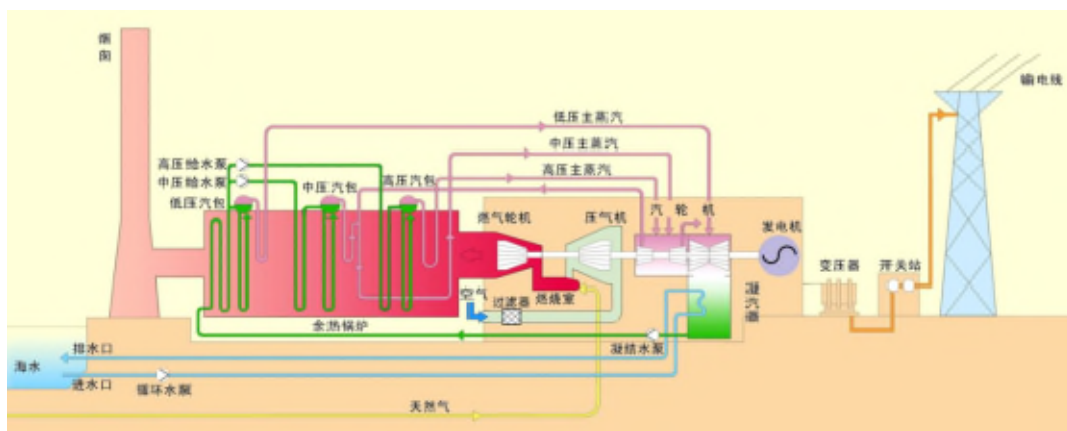 烟囱
输电线
低压主蒸汽
中压主蒸汽
高压给水泵
高压主蒸汽
中压给水泵
中压汽包
高压汽包
低压汽包
燃气轮机
压气机
汽轮机
发电机
变压器
开关站
空气
过滤器
燃烧室
凝汽器
余热锅炉
凝结水泵
排水口
海水
进水口
循环水泵
天然气